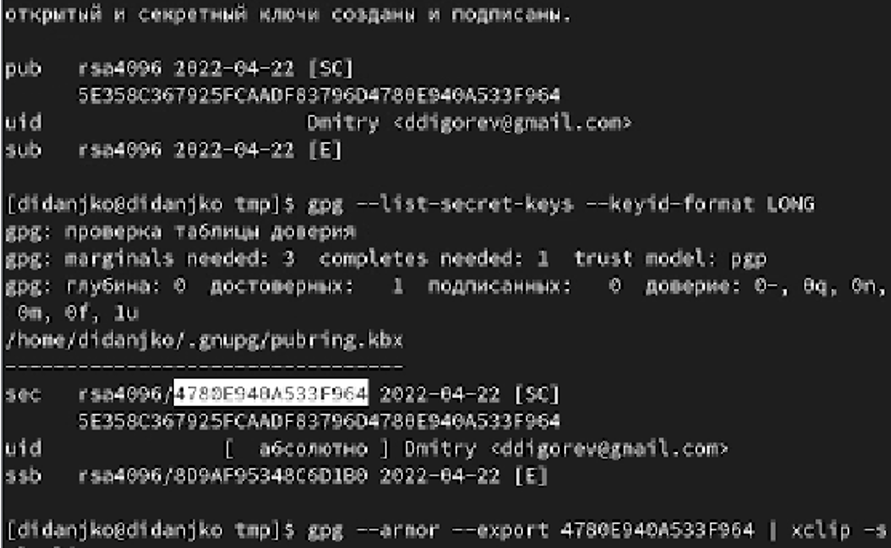 открытый и секретный ключи созданы и подписаны.
pub rsa4096 2022-04-22 [SC]
5E358C367925FCAADF83796D4780E940A533F964
uid Dmitry <ddigorev@gmail.com>
sub rsa4096 2022-04-22 [E]
[didanjko@didanjko tmp]$ gpg --list-secret-keys --keyid-format LONG
gpg: проверка таблицы доверия
gpg: marginals needed: 3 completes needed: 1 trust model: pgp
gpg: глубина: 0 достоверных: 1 подписанных: 0 доверие: 0-, 0q, 0n,
0m, 0f, 1u
/home/didanjko/.gnupg/pubring.kbx
---------------------------------
sec rsa4096/4780E940A533F964 2022-04-22 [SC]
5E358C367925FCAADF83796D4780E940A533F964
uid [ абсолютно ] Dmitry <ddigorev@gmail.com>
ssb rsa4096/8D9AF95348C6D1B0 2022-04-22 [E]
[didanjko@didanjko tmp]$ gpg --armor --export 4780E940A533F964 | xclip -s